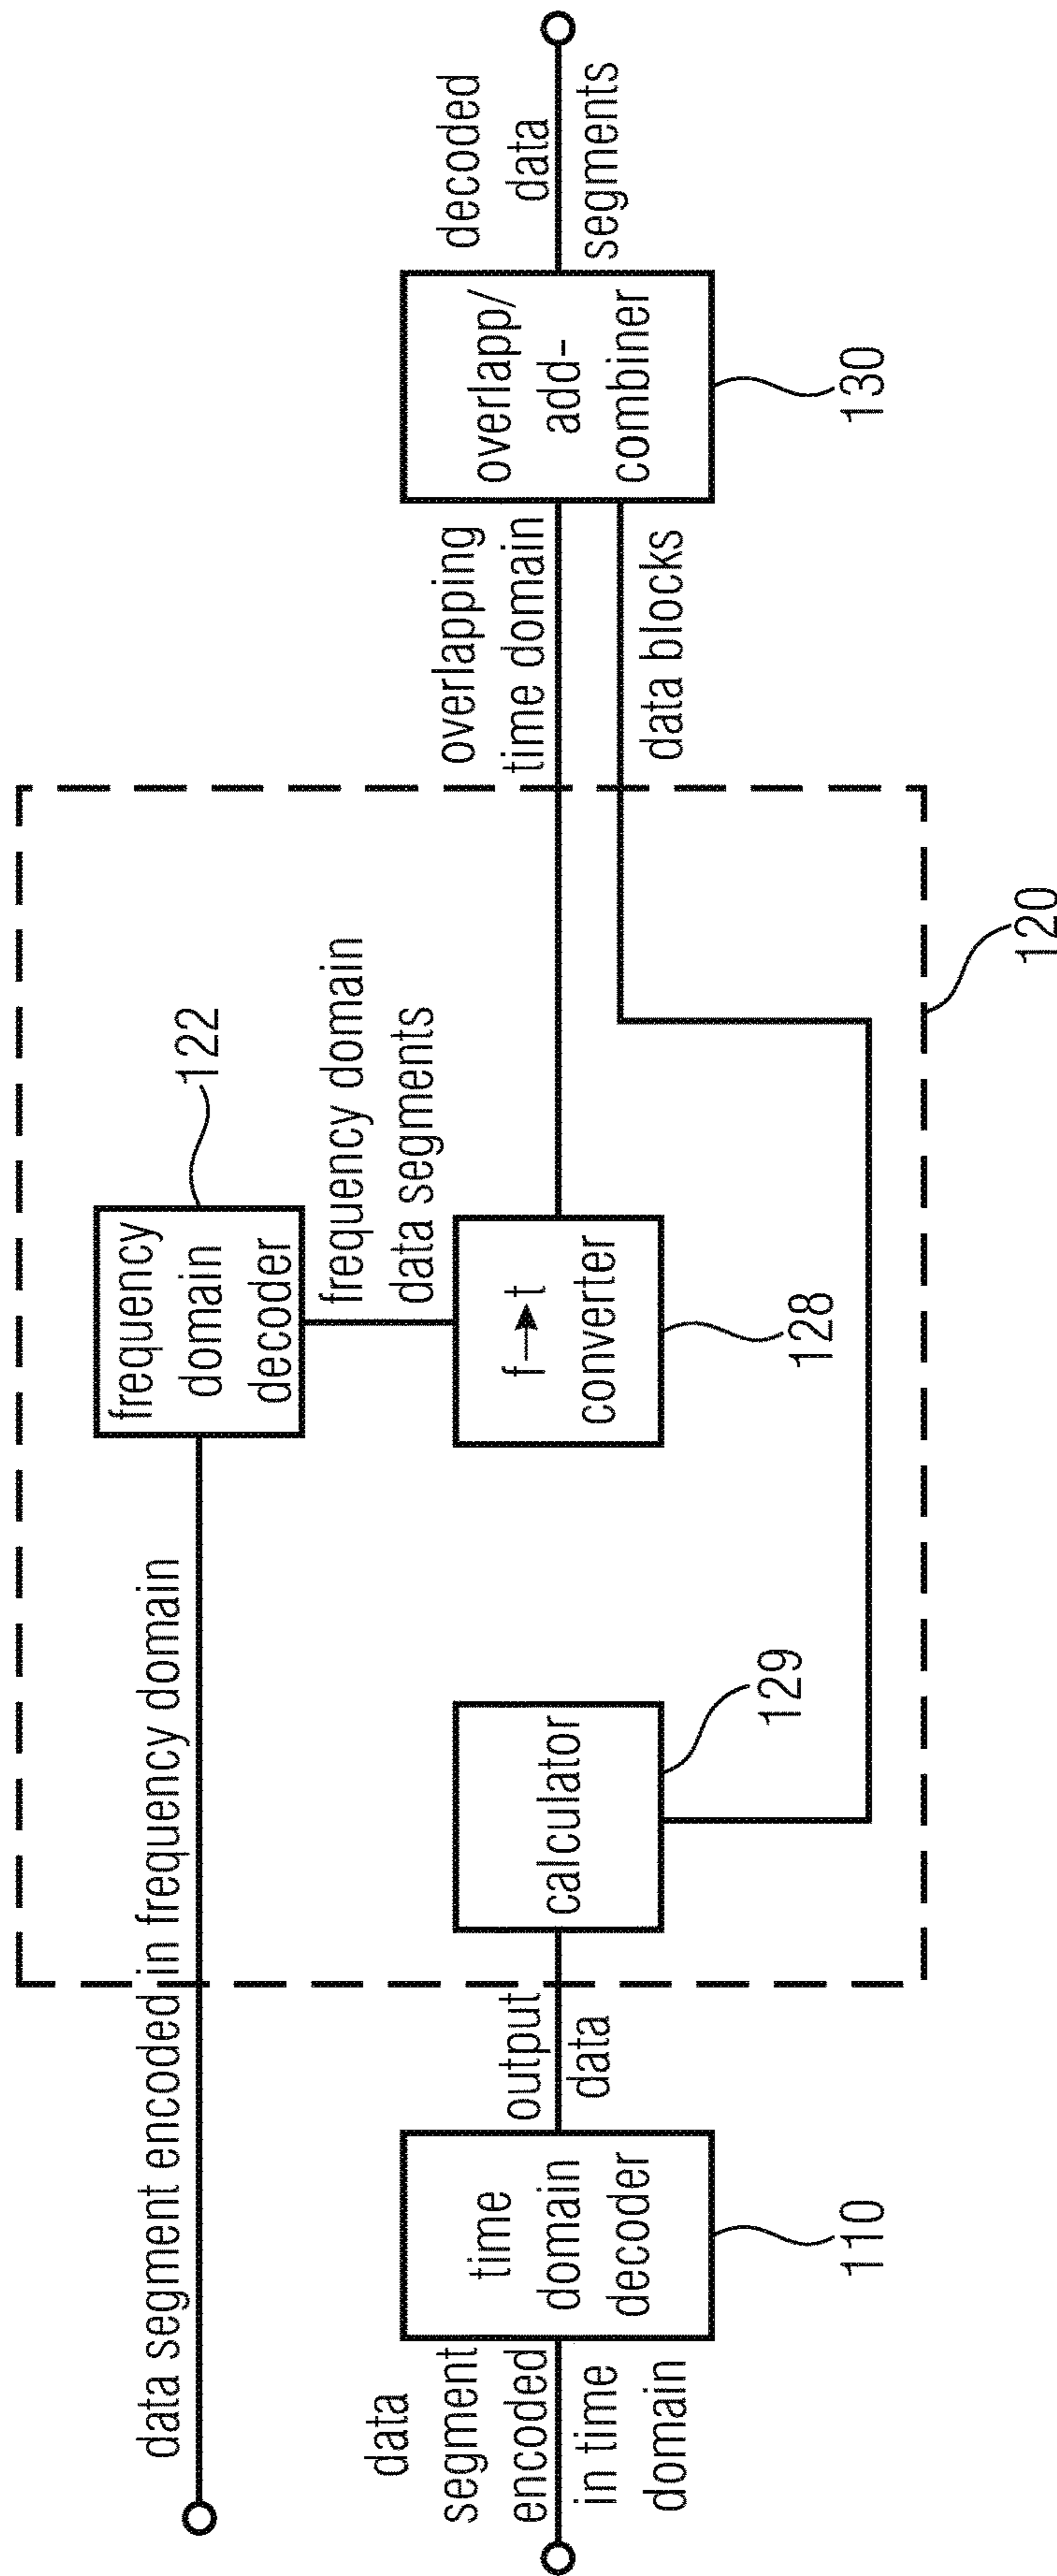 data segment encoded in frequency domain
frequency
domain
decoder
122
frequency domain
data segments
f→t
converter
128
data
segment
encoded
in time
domain
time
domain
decoder
110
output
data
calculator
129
120
overlapping
time domain
data blocks
overlapp/
add-
combiner
130
decoded
data
segments